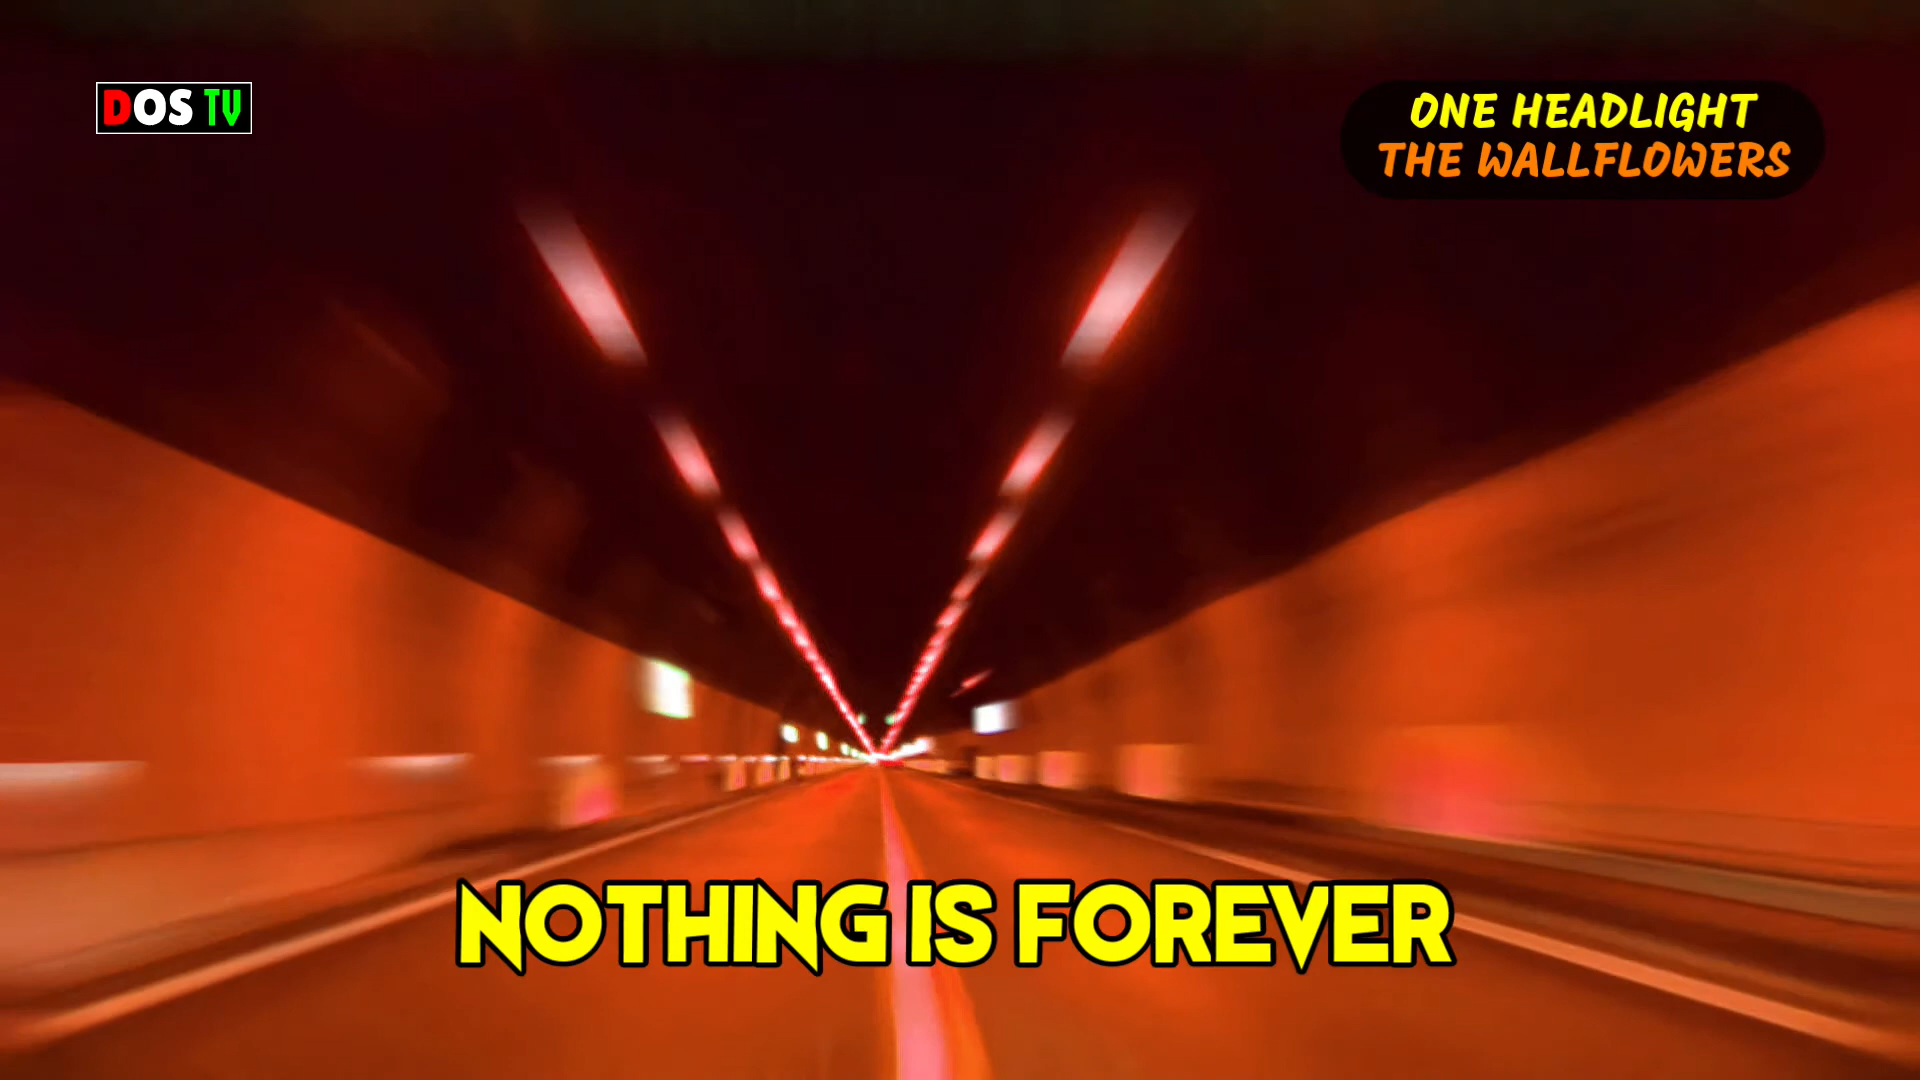 DOS TV
ONE HEADLIGHT
THE WALLFLOWERS
NOTHING IS FOREVER